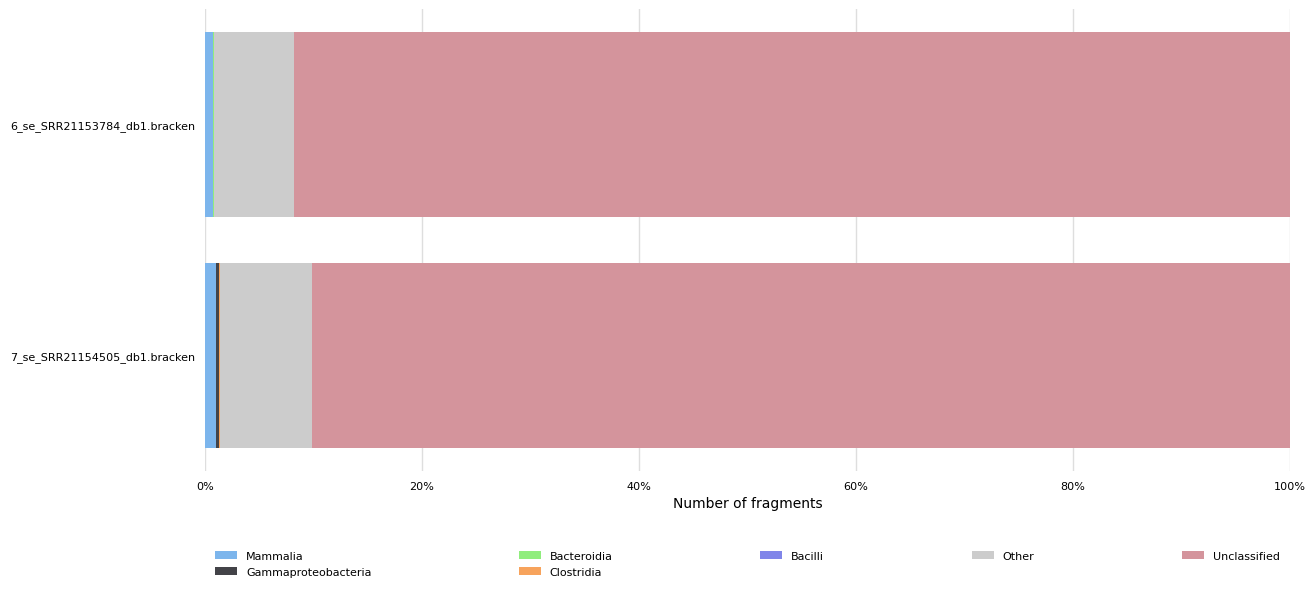 6_se_SRR21153784_db1.bracken
7_se_SRR21154505_db1.bracken
0% 20% 40% 60% 80% 100%
Number of fragments
Mammalia Bacteroidia Bacilli Other Unclassified
Gammaproteobacteria Clostridia